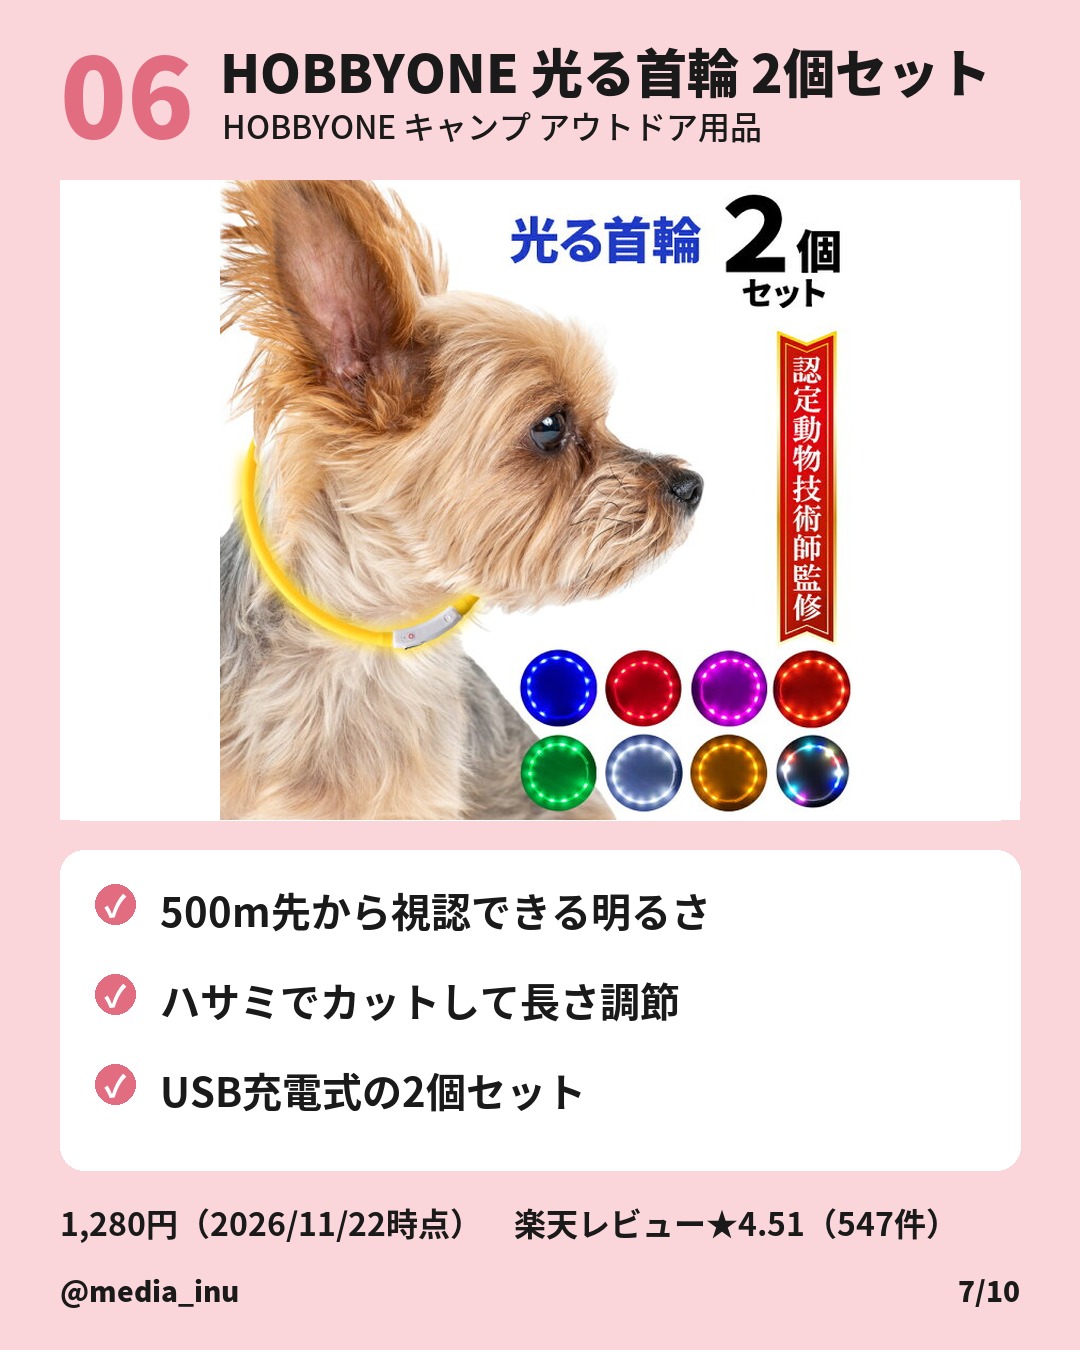 06
HOBBYONE 光る首輪 2個セット
HOBBYONE キャンプ アウトドア用品
光る首輪 2個
セット
認定動物技術師監修
500m先から視認できる明るさ
ハサミでカットして長さ調節
USB充電式の2個セット
1,280円（2026/11/22時点） 楽天レビュー★4.51（547件）
@media_inu
7/10